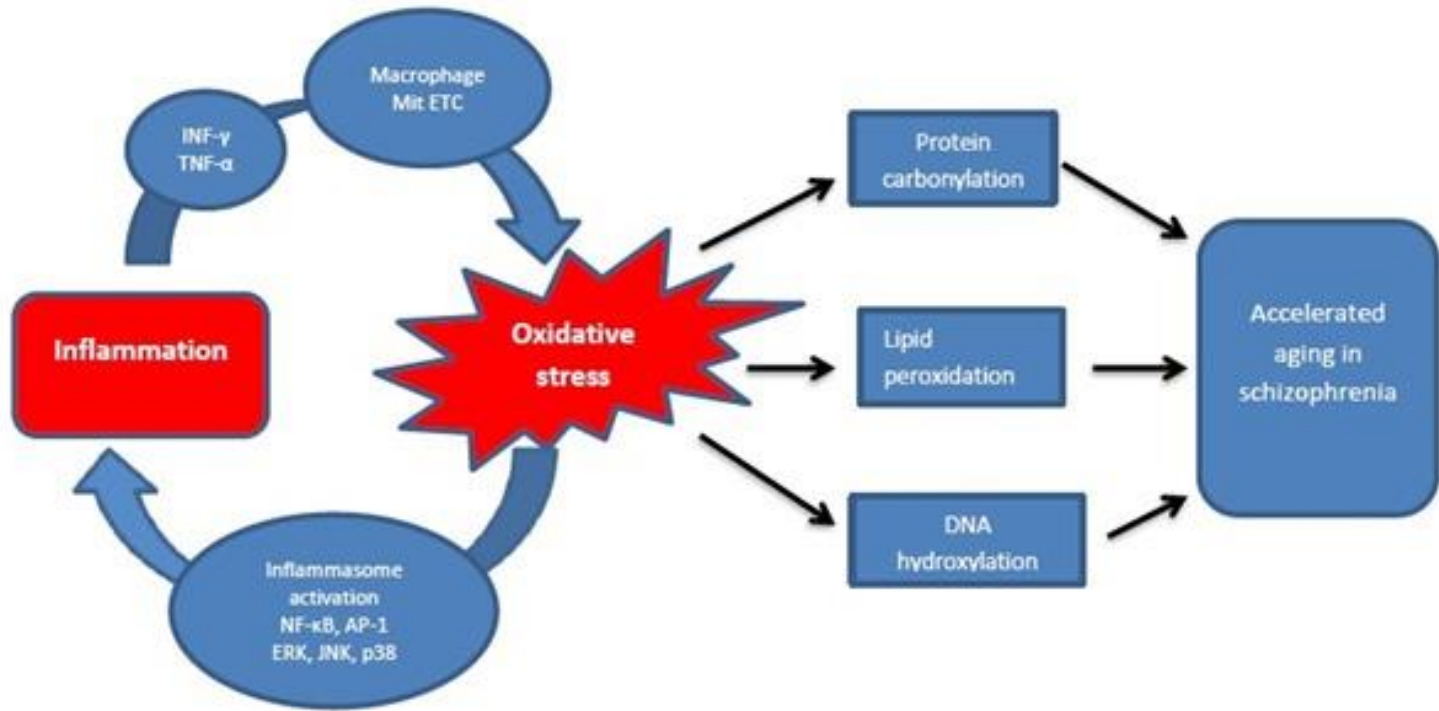 Macrophage
Mit ETC
INF-γ
TNF-α
Inflammation
Oxidative
stress
Inflammasome
activation
NF-κB, AP-1
ERK, JNK, p38
Protein
carbonylation
Lipid
peroxidation
DNA
hydroxylation
Accelerated
aging in
schizophrenia